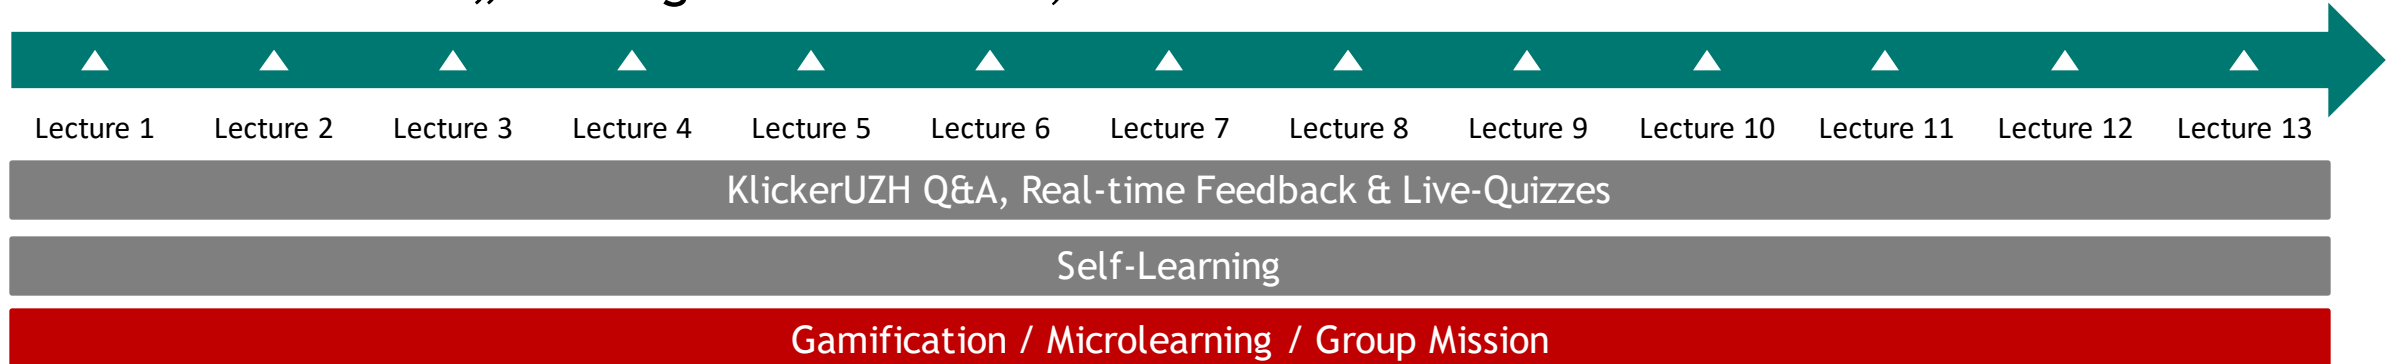 Lecture 1 Lecture 2 Lecture 3 Lecture 4 Lecture 5 Lecture 6 Lecture 7 Lecture 8 Lecture 9 Lecture 10 Lecture 11 Lecture 12 Lecture 13
KlickerUZH Q&A, Real-time Feedback & Live-Quizzes
Self-Learning
Gamification / Microlearning / Group Mission